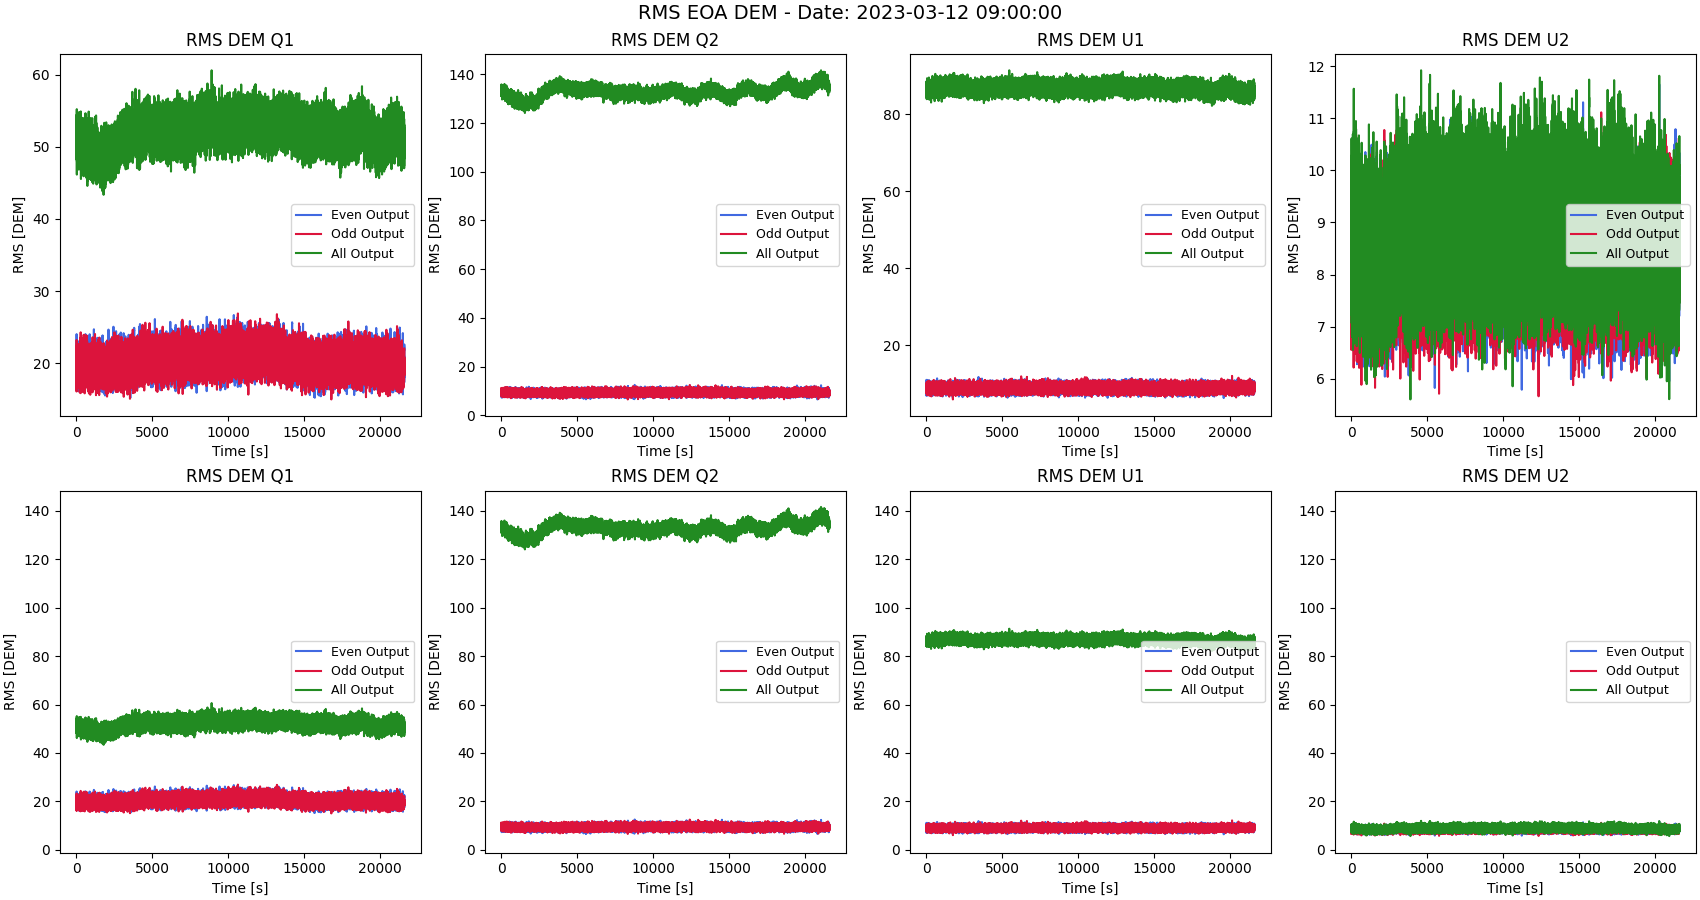 RMS EOA DEM - Date: 2023-03-12 09:00:00
RMS DEM Q1
60
50
40
30
20
RMS [DEM]
Even Output
Odd Output
All Output
0 5000 10000 15000 20000
Time [s]
RMS DEM Q2
140
120
100
80
60
40
20
0
RMS [DEM]
Even Output
Odd Output
All Output
0 5000 10000 15000 20000
Time [s]
RMS DEM U1
80
60
40
20
RMS [DEM]
Even Output
Odd Output
All Output
0 5000 10000 15000 20000
Time [s]
RMS DEM U2
12
11
10
9
8
7
6
RMS [DEM]
Even Output
Odd Output
All Output
0 5000 10000 15000 20000
Time [s]
RMS DEM Q1
140
120
100
80
60
40
20
0
RMS [DEM]
Even Output
Odd Output
All Output
0 5000 10000 15000 20000
Time [s]
RMS DEM Q2
140
120
100
80
60
40
20
0
RMS [DEM]
Even Output
Odd Output
All Output
0 5000 10000 15000 20000
Time [s]
RMS DEM U1
140
120
100
80
60
40
20
0
RMS [DEM]
Even Output
Odd Output
All Output
0 5000 10000 15000 20000
Time [s]
RMS DEM U2
140
120
100
80
60
40
20
0
RMS [DEM]
Even Output
Odd Output
All Output
0 5000 10000 15000 20000
Time [s]